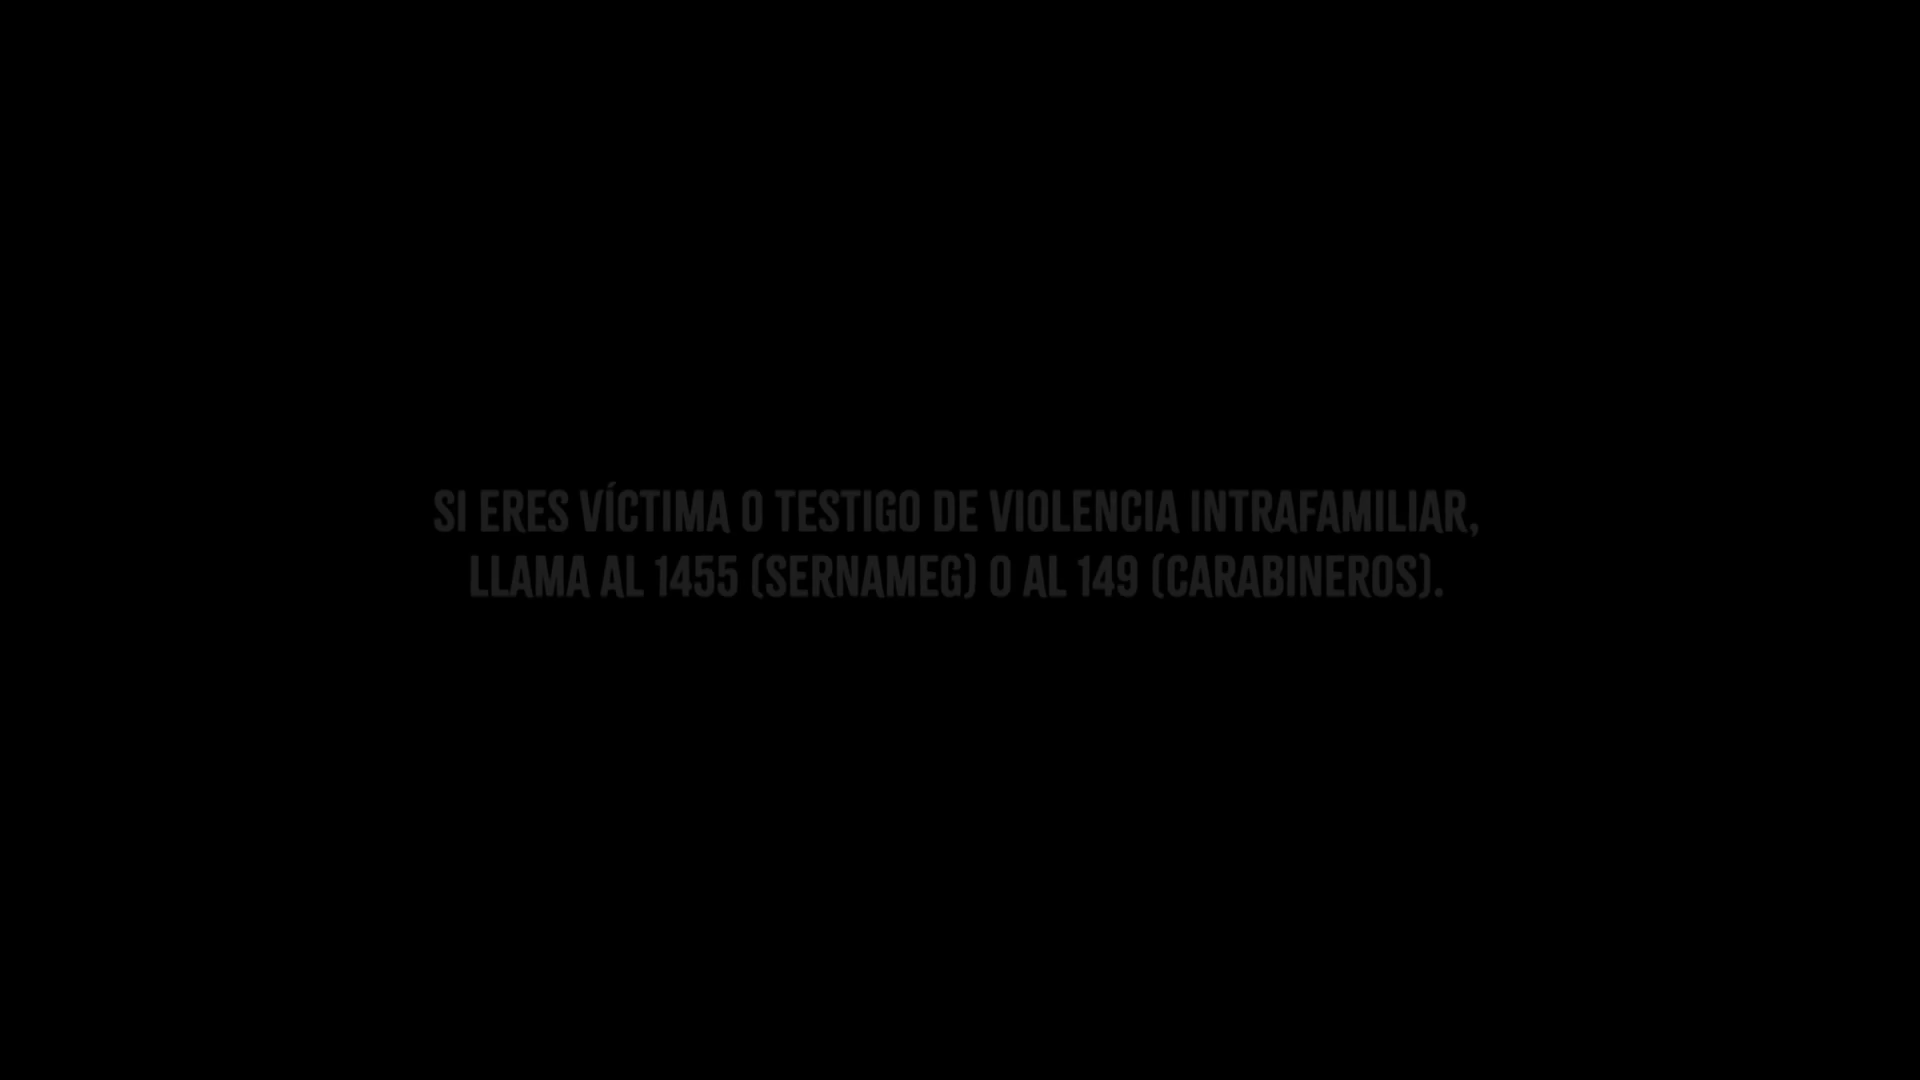 SI ERES VÍCTIMA O TESTIGO DE VIOLENCIA INTRAFAMILIAR,
LLAMA AL 1455 (SERNAMEG) O AL 149 (CARABINEROS).